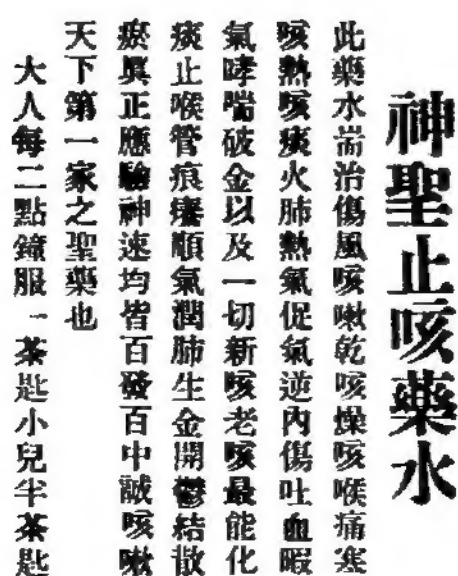 神聖止咳藥水
此藥水耑治傷風咳嗽乾咳燥咳喉痛塞
咳熱咳痰火肺熱氣促氣逆內傷吐血嘏
氣哮喘破金以及一切新咳老咳最能化
痰止喉管痕癢順氣潤肺生金開鬱結散
瘀眞正應驗神速均皆百發百中誠咳嗽
天下第一家之聖藥也
大人每二點鐘服一茶匙小兒半茶匙